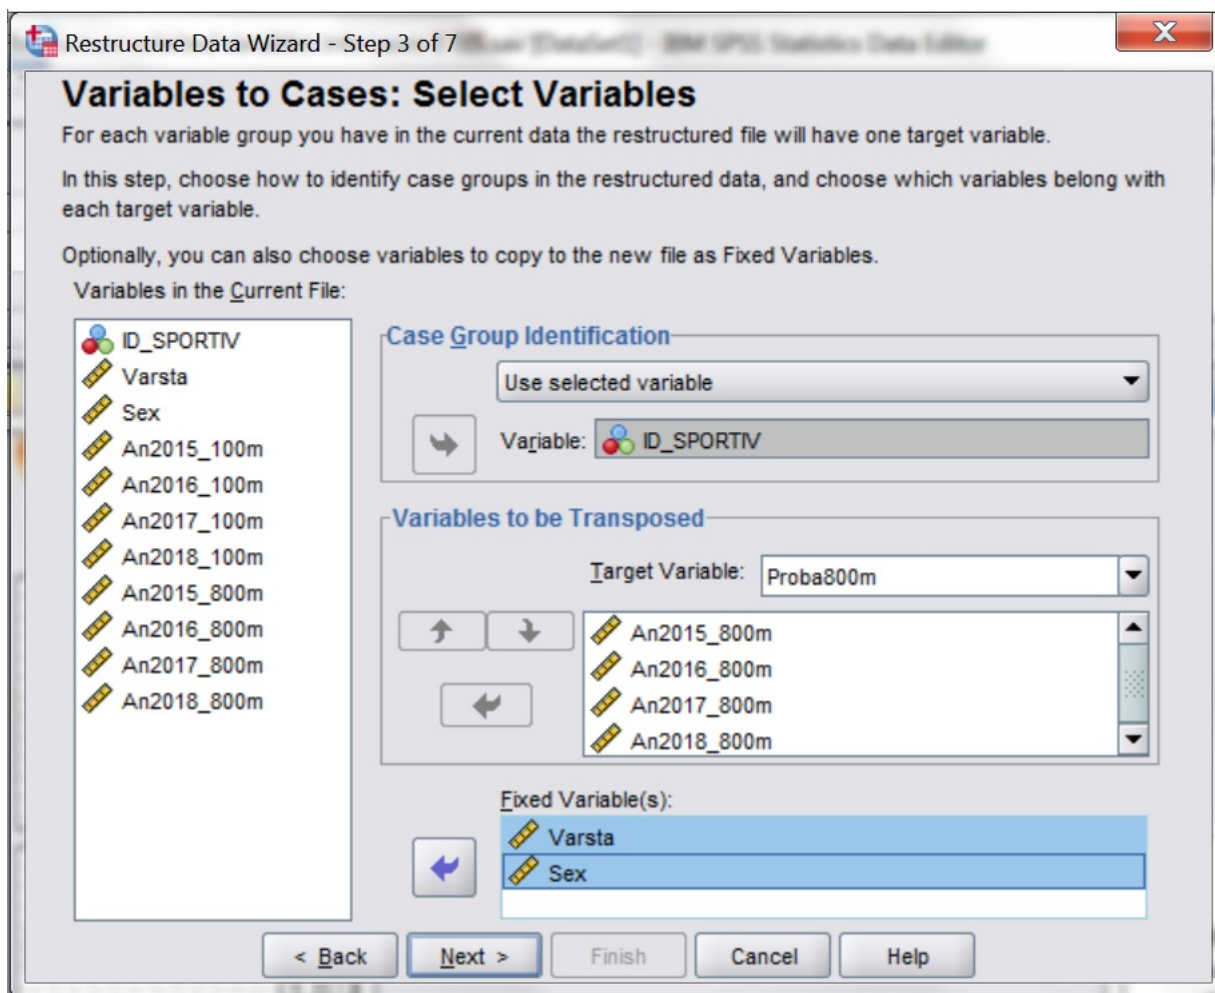 Restructure Data Wizard - Step 3 of 7
Variables to Cases: Select Variables
For each variable group you have in the current data the restructured file will have one target variable.
In this step, choose how to identify case groups in the restructured data, and choose which variables belong with
each target variable.
Optionally, you can also choose variables to copy to the new file as Fixed Variables.
Variables in the Current File:
ID_SPORTIV
Varsta
Sex
An2015_100m
An2016_100m
An2017_100m
An2018_100m
An2015_800m
An2016_800m
An2017_800m
An2018_800m
Case Group Identification
Use selected variable
Variable: ID_SPORTIV
Variables to be Transposed
Target Variable: Proba800m
An2015_800m
An2016_800m
An2017_800m
An2018_800m
Fixed Variable(s):
Varsta
Sex
< Back Next > Finish Cancel Help